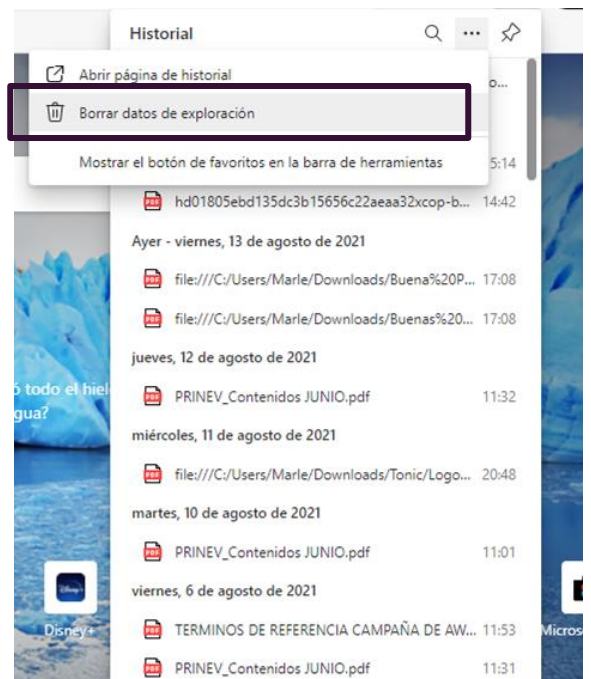 Historial
Abrir página de historial
o...
Borrar datos de exploración
Mostrar el botón de favoritos en la barra de herramientas
5:14
hd01805ebd135dc3b15656c22aeaa32xcop-b... 14:42
Ayer - viernes, 13 de agosto de 2021
file:///C:/Users/Marle/Downloads/Buena%20P... 17:08
file:///C:/Users/Marle/Downloads/Buenas%20... 17:08
jueves, 12 de agosto de 2021
ó todo el hiel
PRINEV_Contenidos JUNIO.pdf 11:32
gua?
miércoles, 11 de agosto de 2021
file:///C:/Users/Marle/Downloads/Tonic/Logo... 20:48
martes, 10 de agosto de 2021
PRINEV_Contenidos JUNIO.pdf 11:01
viernes, 6 de agosto de 2021
Disney+
TERMINOS DE REFERENCIA CAMPAÑA DE AW... 11:53
Micros
PRINEV_Contenidos JUNIO.pdf 11:31